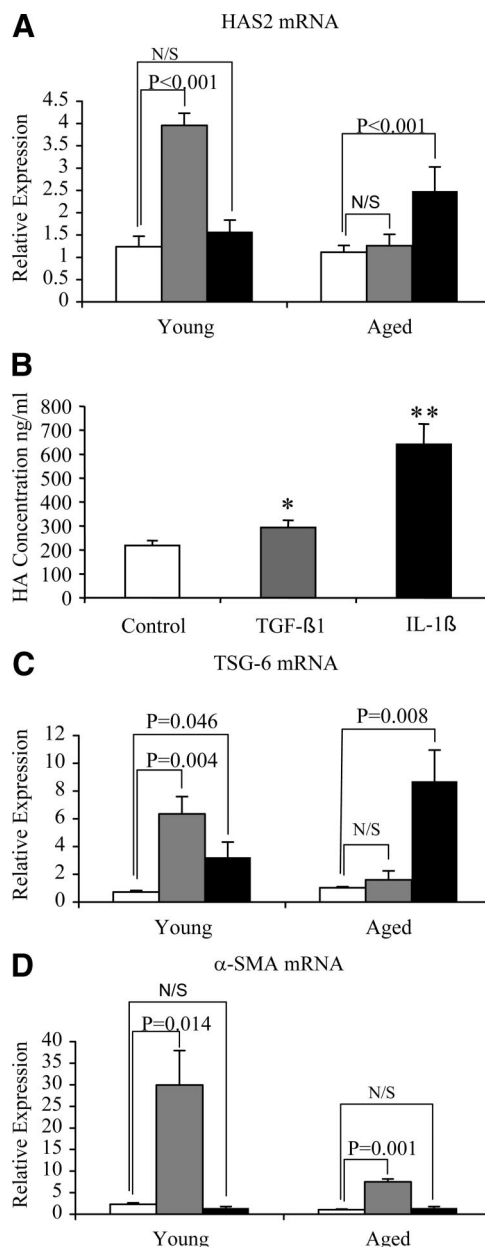 A
HAS2 mRNA
N/S
P<0.001
P<0.001
N/S
Relative Expression
4.5
4
3.5
3
2.5
2
1.5
1
0.5
0
Young
Aged
B
HA Concentration ng/ml
800
700
600
500
400
300
200
100
0
*
**
Control
TGF-ß1
IL-1ß
C
TSG-6 mRNA
P=0.046
P=0.004
P=0.008
N/S
Relative Expression
12
10
8
6
4
2
0
Young
Aged
D
α-SMA mRNA
N/S
P=0.014
N/S
P=0.001
Relative Expression
40
35
30
25
20
15
10
5
0
Young
Aged